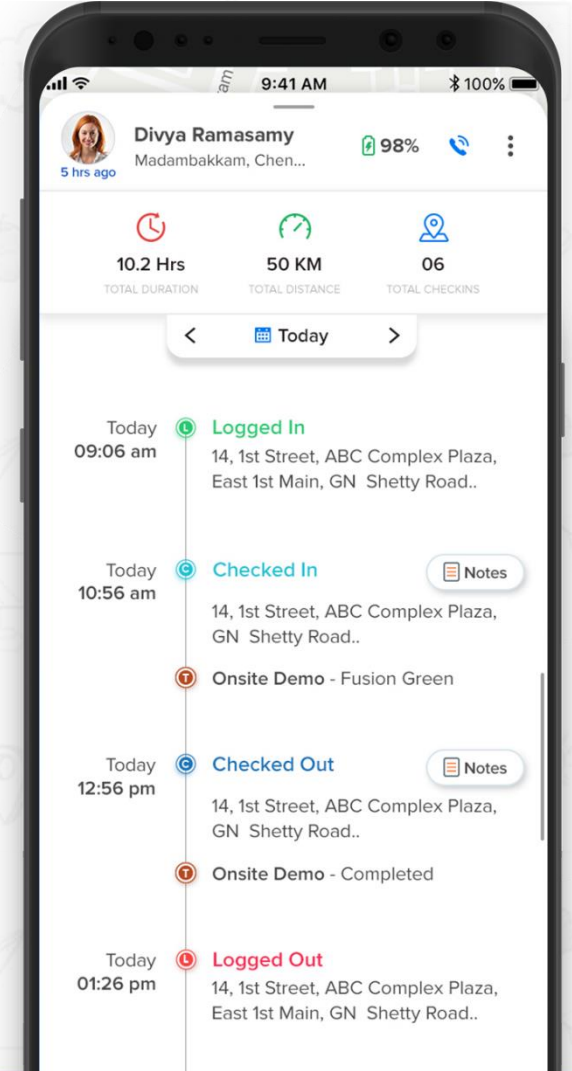 am
9:41 AM
100%
Divya Ramasamy
98%
Madambakkam, Chen...
5 hrs ago
10.2 Hrs
50 KM
06
TOTAL DURATION
TOTAL DISTANCE
TOTAL CHECKINS
< Today >
Today
L
Logged In
09:06 am
14, 1st Street, ABC Complex Plaza,
East 1st Main, GN Shetty Road..
Today
C
Checked In
Notes
10:56 am
14, 1st Street, ABC Complex Plaza,
GN Shetty Road..
T
Onsite Demo - Fusion Green
Today
C
Checked Out
Notes
12:56 pm
14, 1st Street, ABC Complex Plaza,
GN Shetty Road..
T
Onsite Demo - Completed
Today
L
Logged Out
01:26 pm
14, 1st Street, ABC Complex Plaza,
East 1st Main, GN Shetty Road..